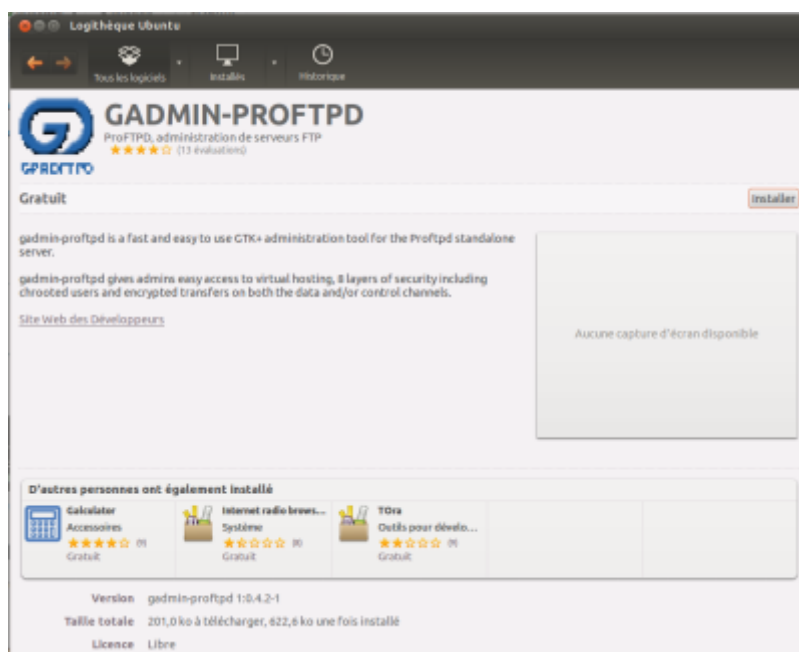 Logithèque Ubuntu
Tous les logiciels
Installés
Historique
GADMIN-PROFTPD
ProFTPD, administration de serveurs FTP
(13 évaluations)
Gratuit
Installer
gadmin-proftpd is a fast and easy to use GTK+ administration tool for the Proftpd standalone
server.
gadmin-proftpd gives admins easy access to virtual hosting, 8 layers of security including
chrooted users and encrypted transfers on both the data and/or control channels.
Site Web des Développeurs
Aucune capture d'écran disponible
D'autres personnes ont également installé
Galculator
Accessoires
Gratuit
Internet radio brows...
Système
Gratuit
TOra
Outils pour dévelo...
Gratuit
Version gadmin-proftpd 1:0.4.2-1
Taille totale 201,0 ko à télécharger, 622,6 ko une fois installé
Licence Libre